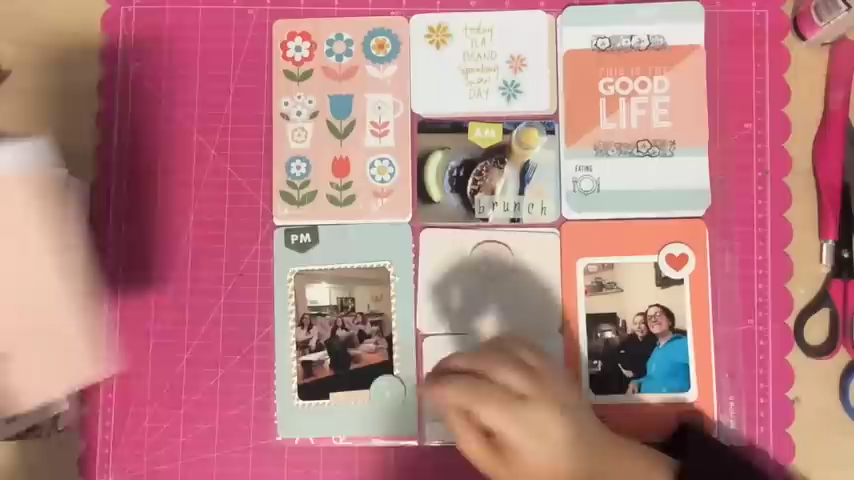 today
IS A
BRAND
Spanking
new
DAY
THIS IS THE
GOOD
LIFE
AM
EATING
brunch
PM